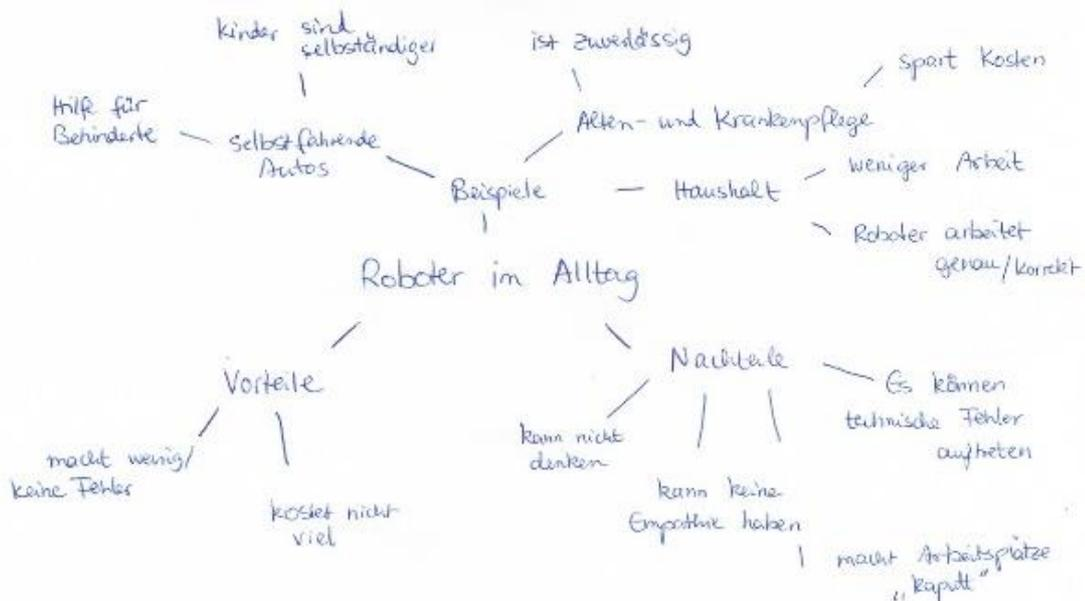 Kinder sind
selbständiger
ist zuverlässig
spart Kosten
Hilfe für
Behinderte
selbstfahrende
Autos
Alten- und Krankenpflege
Beispiele
Haushalt
weniger Arbeit
Roboter arbeitet
genau/korrekt
Roboter im Alltag
Vorteile
macht wenig/
keine Fehler
kostet nicht
viel
Nachteile
kann nicht
denken
kann keine
Empathie haben
macht Arbeitsplätze
„kaputt“
Es können
technische Fehler
auftreten